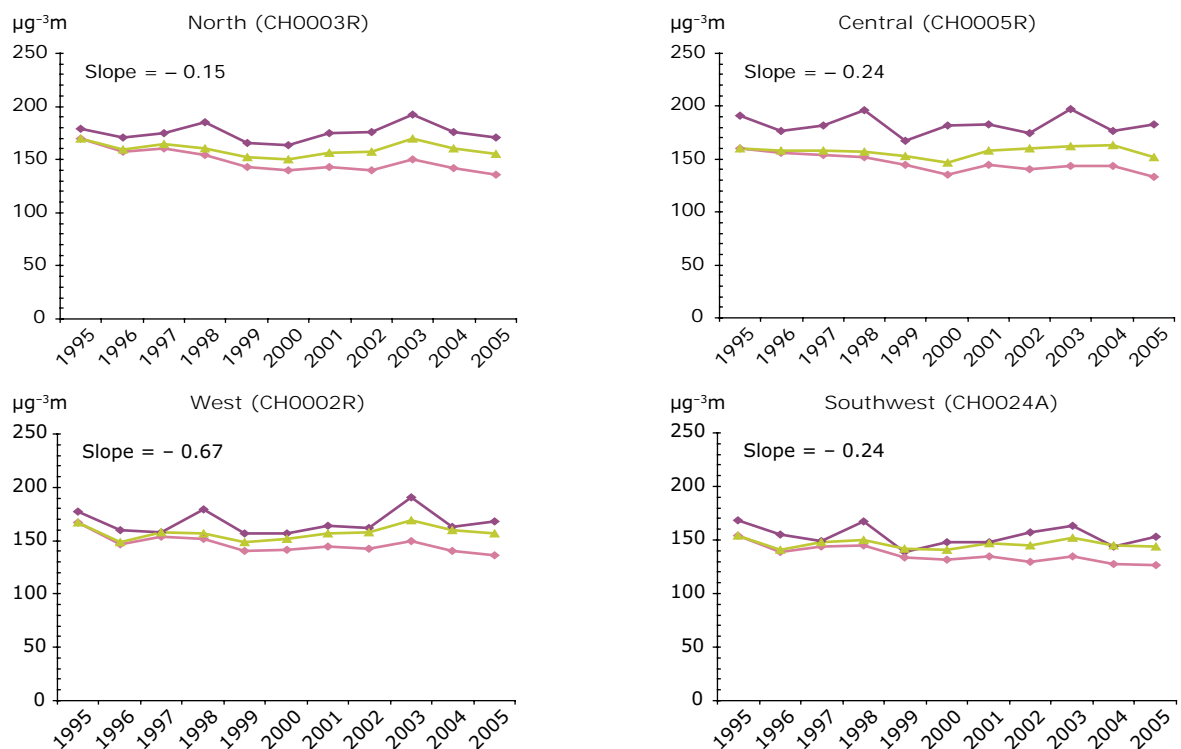 µg⁻³m North (CH0003R)
250
Slope = – 0.15
200
150
100
50
0
1995 1996 1997 1998 1999 2000 2001 2002 2003 2004 2005
µg⁻³m Central (CH0005R)
250
Slope = – 0.24
200
150
100
50
0
1995 1996 1997 1998 1999 2000 2001 2002 2003 2004 2005
µg⁻³m West (CH0002R)
250
Slope = – 0.67
200
150
100
50
0
1995 1996 1997 1998 1999 2000 2001 2002 2003 2004 2005
µg⁻³m Southwest (CH0024A)
250
Slope = – 0.24
200
150
100
50
0
1995 1996 1997 1998 1999 2000 2001 2002 2003 2004 2005